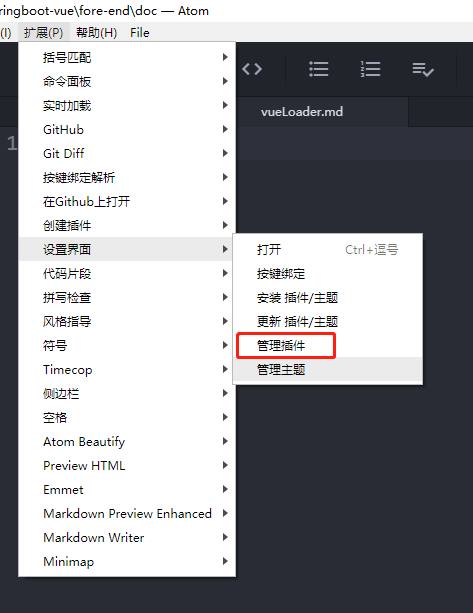 ringboot-vue\fore-end\doc — Atom
(I) 扩展(P) 帮助(H) File
vueLoader.md
1
括号匹配
命令面板
实时加载
GitHub
Git Diff
按键绑定解析
在Github上打开
创建插件
设置界面
代码片段
拼写检查
风格指导
符号
Timecop
侧边栏
空格
Atom Beautify
Preview HTML
Emmet
Markdown Preview Enhanced
Markdown Writer
Minimap
打开 Ctrl+逗号
按键绑定
安装 插件/主题
更新 插件/主题
管理插件
管理主题